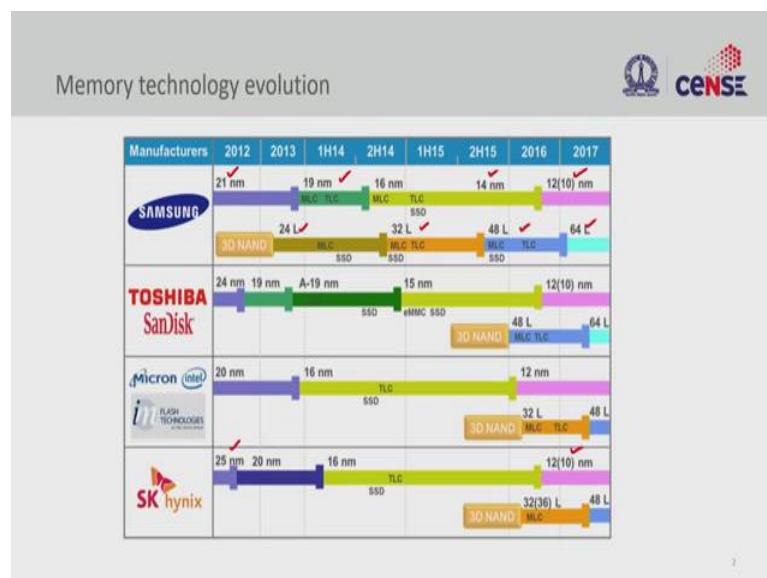 Memory technology evolution
CeNSE
Manufacturers 2012 2013 1H14 2H14 1H15 2H15 2016 2017
SAMSUNG
21 nm 19 nm 16 nm 14 nm 12(10) nm
MLC TLC MLC TLC
SSD
24 L 32 L 48 L 64 L
3D NAND MLC MLC TLC MLC TLC
SSD SSD SSD
TOSHIBA
SanDisk
24 nm 19 nm A-19 nm 15 nm 12(10) nm
SSD eMMC SSD
48 L 64 L
3D NAND MLC TLC
Micron intel
im FLASH
TECHNOLOGIES
20 nm 16 nm 12 nm
TLC
SSD
32 L 48 L
3D NAND MLC TLC
SK hynix
25 nm 20 nm 16 nm 12(10) nm
TLC
SSD
32(36) L 48 L
3D NAND MLC
2